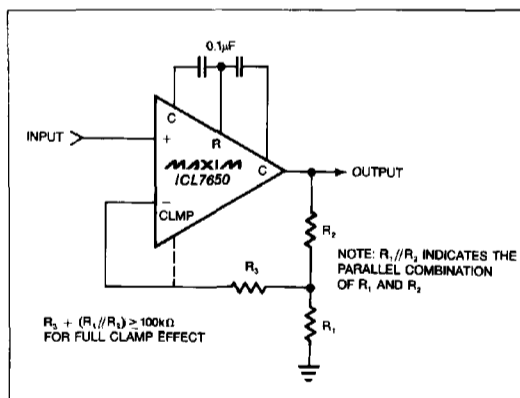 0.1µF
C
R
C
INPUT
+
MAXIM
ICL7650
−
CLMP
OUTPUT
R2
R3
R1
NOTE: R1//R2 INDICATES THE
PARALLEL COMBINATION
OF R1 AND R2
R3 + (R1//R2) ≥ 100kΩ
FOR FULL CLAMP EFFECT